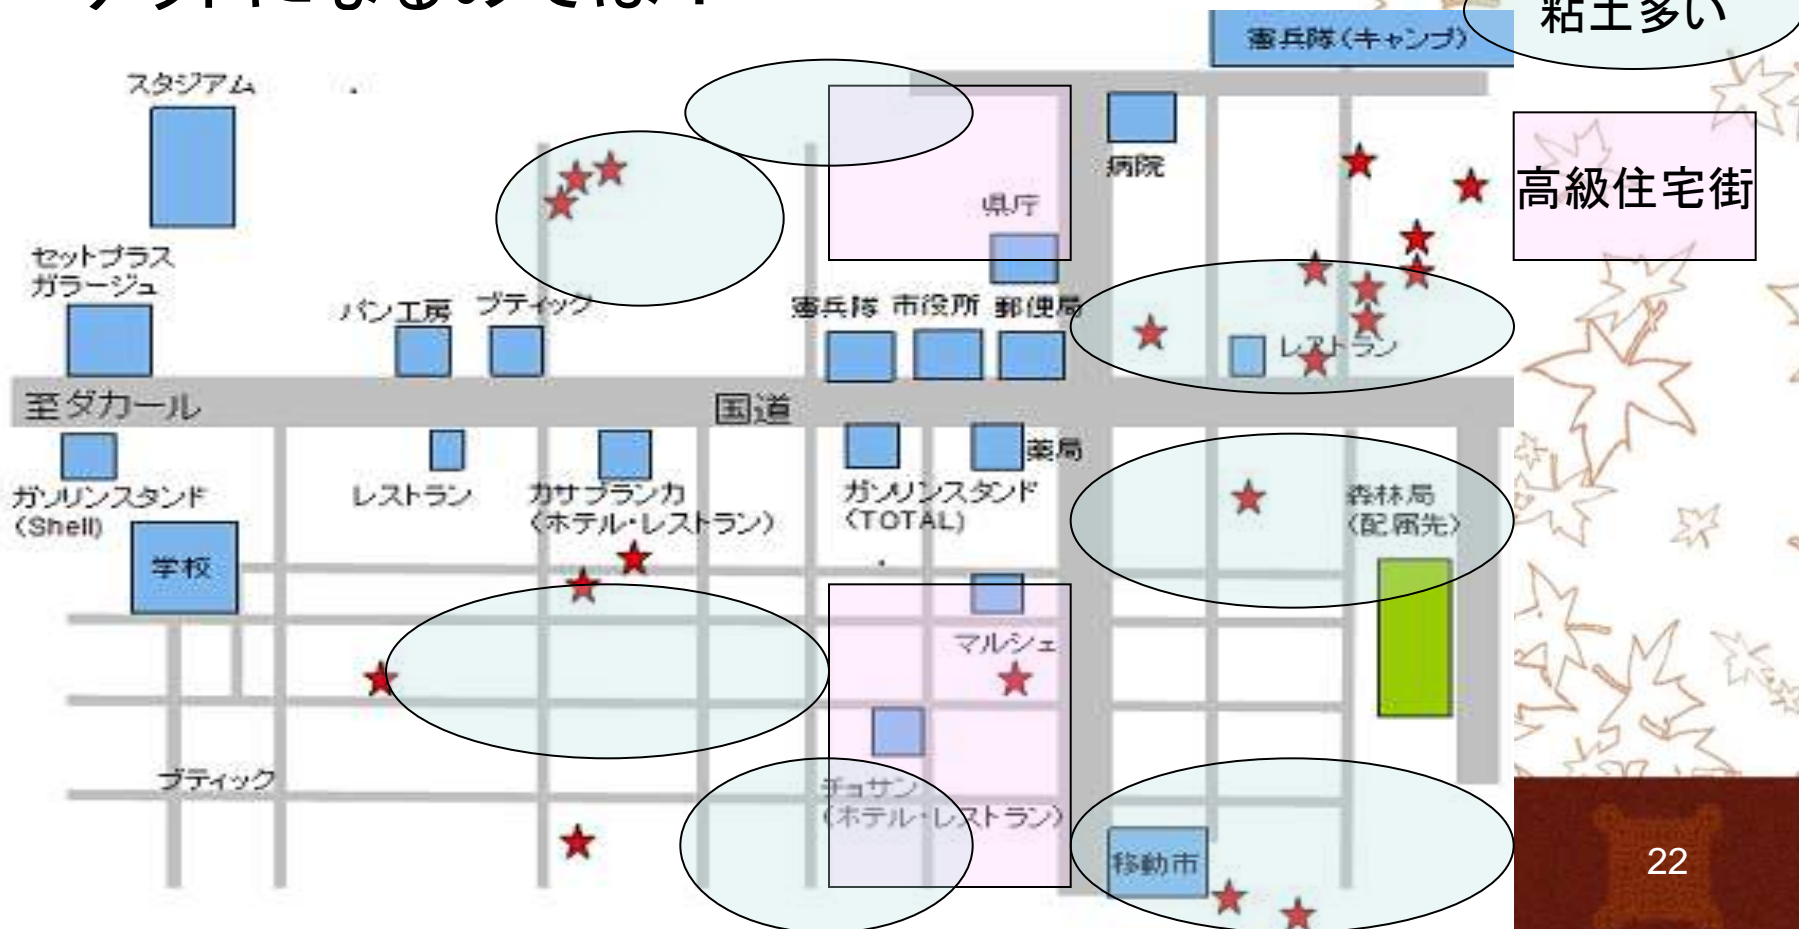 粘土多い
憲兵隊(キャンプ)
スタジアム
病院
高級住宅街
県庁
セットプラス
ガラージュ
パン工房
ブティック
憲兵隊 市役所 郵便局
レストラン
至ダカール
国道
薬局
ガソリンスタンド
(Shell)
レストラン
カサブランカ
(ホテル・レストラン)
ガソリンスタンド
(TOTAL)
森林局
(配属先)
学校
マルシェ
ブティック
チョサン
(ホテル・レストラン)
移動市
22